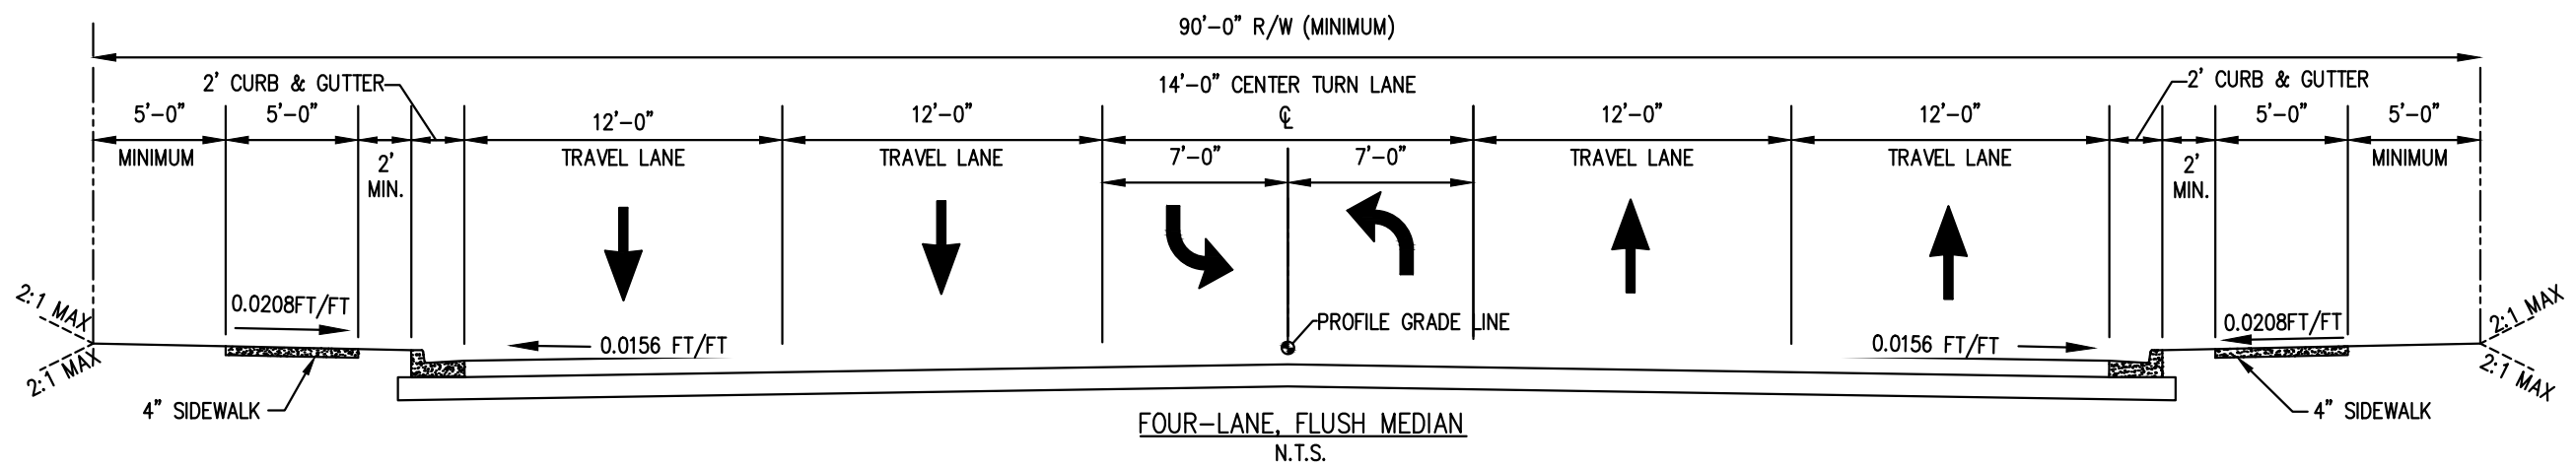 90'-0" R/W (MINIMUM)
2' CURB & GUTTER
14'-0" CENTER TURN LANE
2' CURB & GUTTER
5'-0"
5'-0"
12'-0"
12'-0"
℄
12'-0"
12'-0"
5'-0"
5'-0"
MINIMUM
2'
MIN.
TRAVEL LANE
TRAVEL LANE
7'-0"
7'-0"
TRAVEL LANE
TRAVEL LANE
2'
MIN.
MINIMUM
2:1 MAX
2:1 MAX
0.0208FT/FT
0.0156 FT/FT
PROFILE GRADE LINE
0.0156 FT/FT
0.0208FT/FT
2:1 MAX
2:1 MAX
4" SIDEWALK
4" SIDEWALK
FOUR-LANE, FLUSH MEDIAN
N.T.S.